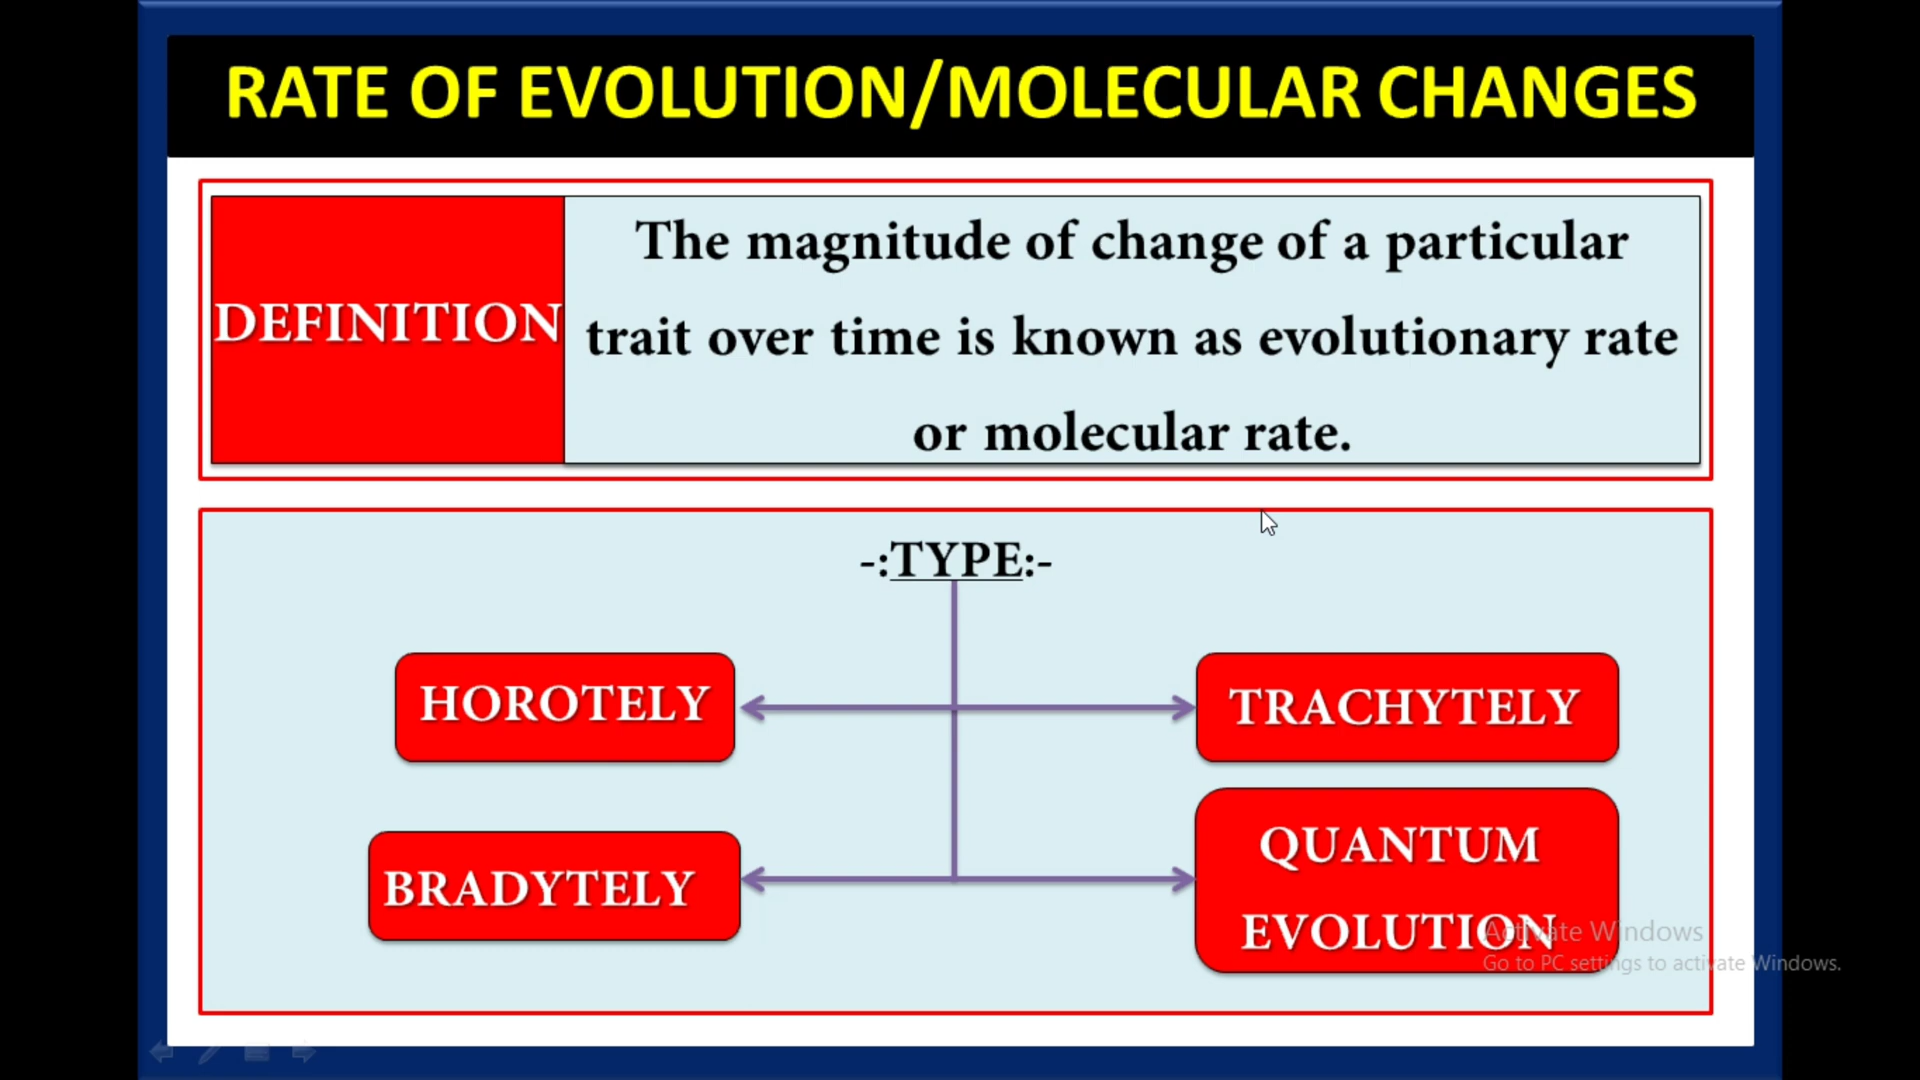 RATE OF EVOLUTION/MOLECULAR CHANGES
DEFINITION
The magnitude of change of a particular
trait over time is known as evolutionary rate
or molecular rate.
-:TYPE:-
HOROTELY
TRACHYTELY
BRADYTELY
QUANTUM
EVOLUTION
Activate Windows
Go to PC settings to activate Windows.